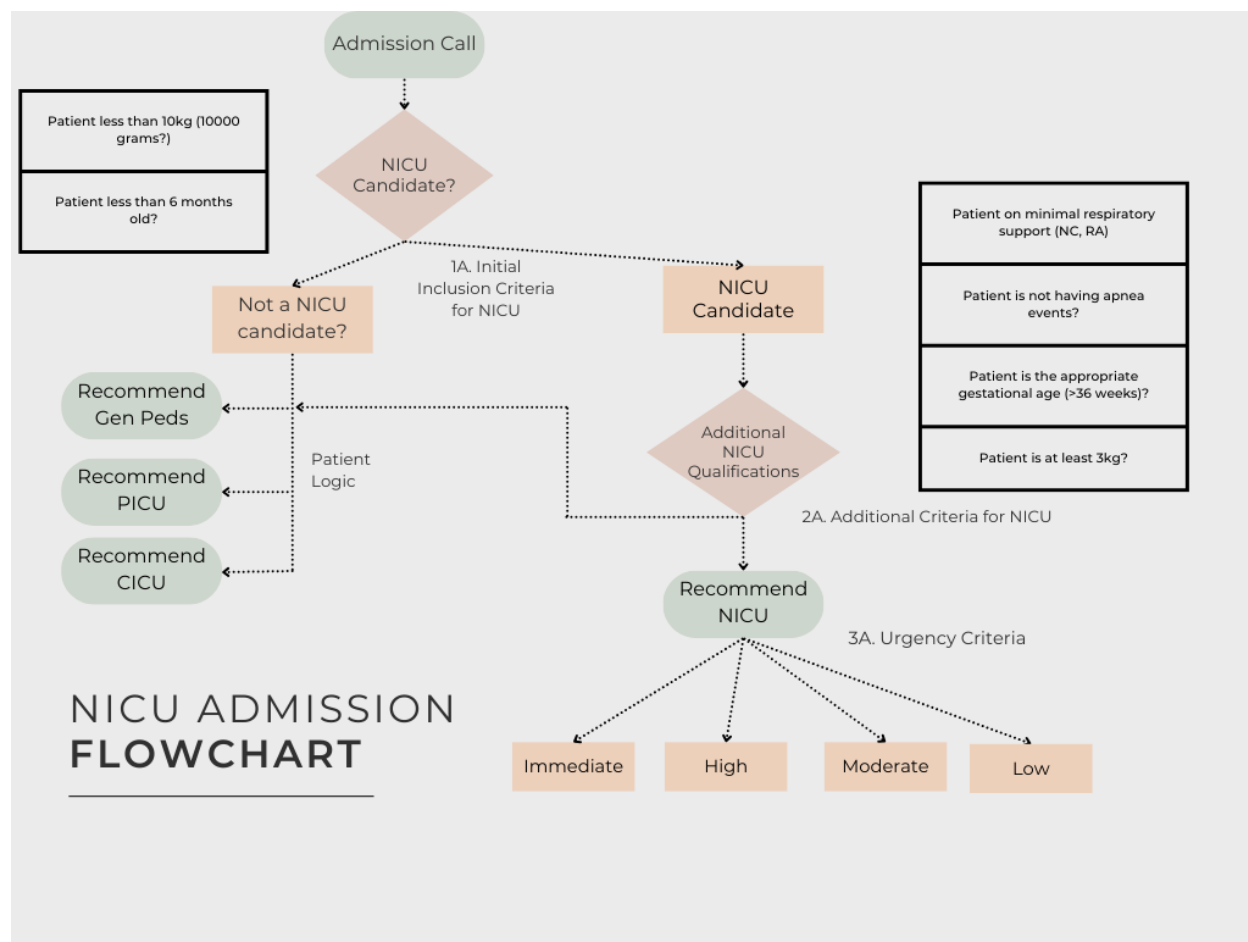 Admission Call
Patient less than 10kg (10000
grams?)
Patient less than 6 months
old?
NICU
Candidate?
Patient on minimal respiratory
support (NC, RA)
Patient is not having apnea
events?
Patient is the appropriate
gestational age (>36 weeks)?
Patient is at least 3kg?
1A. Initial
Inclusion Criteria
for NICU
Not a NICU
candidate?
NICU
Candidate
Recommend
Gen Peds
Patient
Logic
Recommend
PICU
Recommend
CICU
Additional
NICU
Qualifications
2A. Additional Criteria for NICU
Recommend
NICU
3A. Urgency Criteria
NICU ADMISSION
FLOWCHART
Immediate
High
Moderate
Low